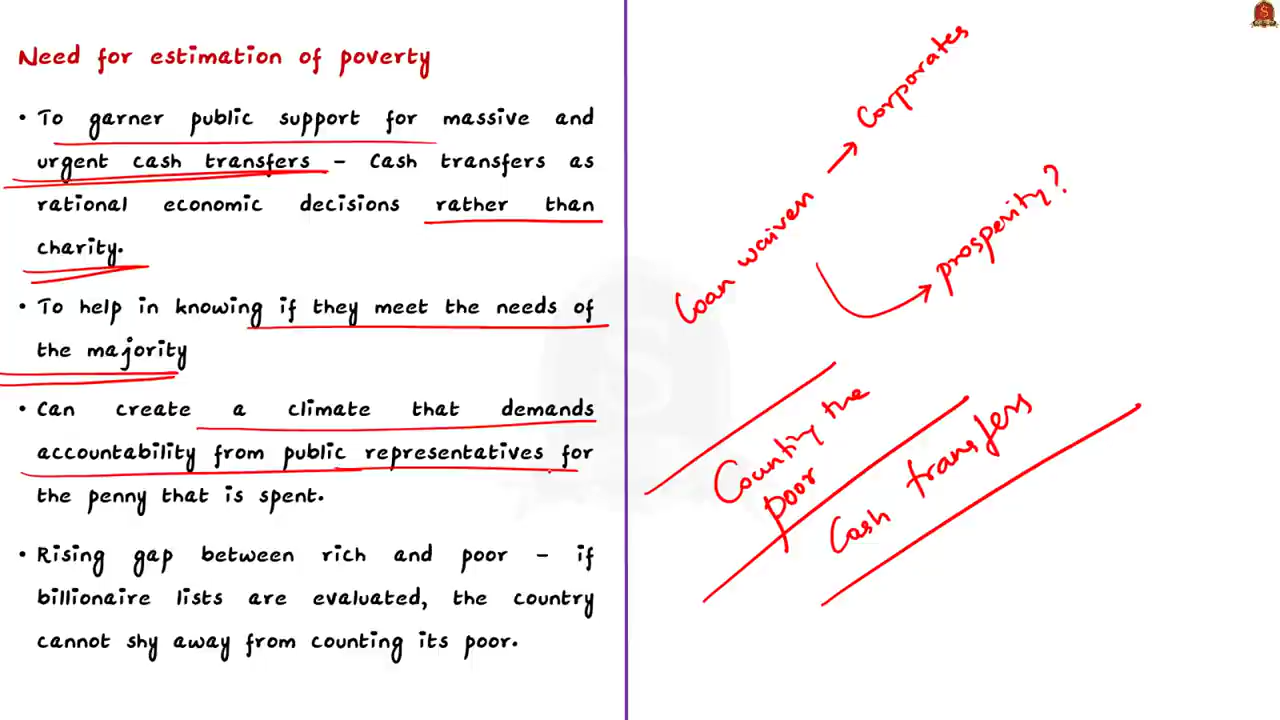 Need for estimation of poverty
• To garner public support for massive and
urgent cash transfers – Cash transfers as
rational economic decisions rather than
charity.
• To help in knowing if they meet the needs of
the majority
• Can create a climate that demands
accountability from public representatives for
the penny that is spent.
• Rising gap between rich and poor – if
billionaire lists are evaluated, the country
cannot shy away from counting its poor.
Loan waiver → Corporates
prosperity?
Counting the
poor
Cash transfers
S